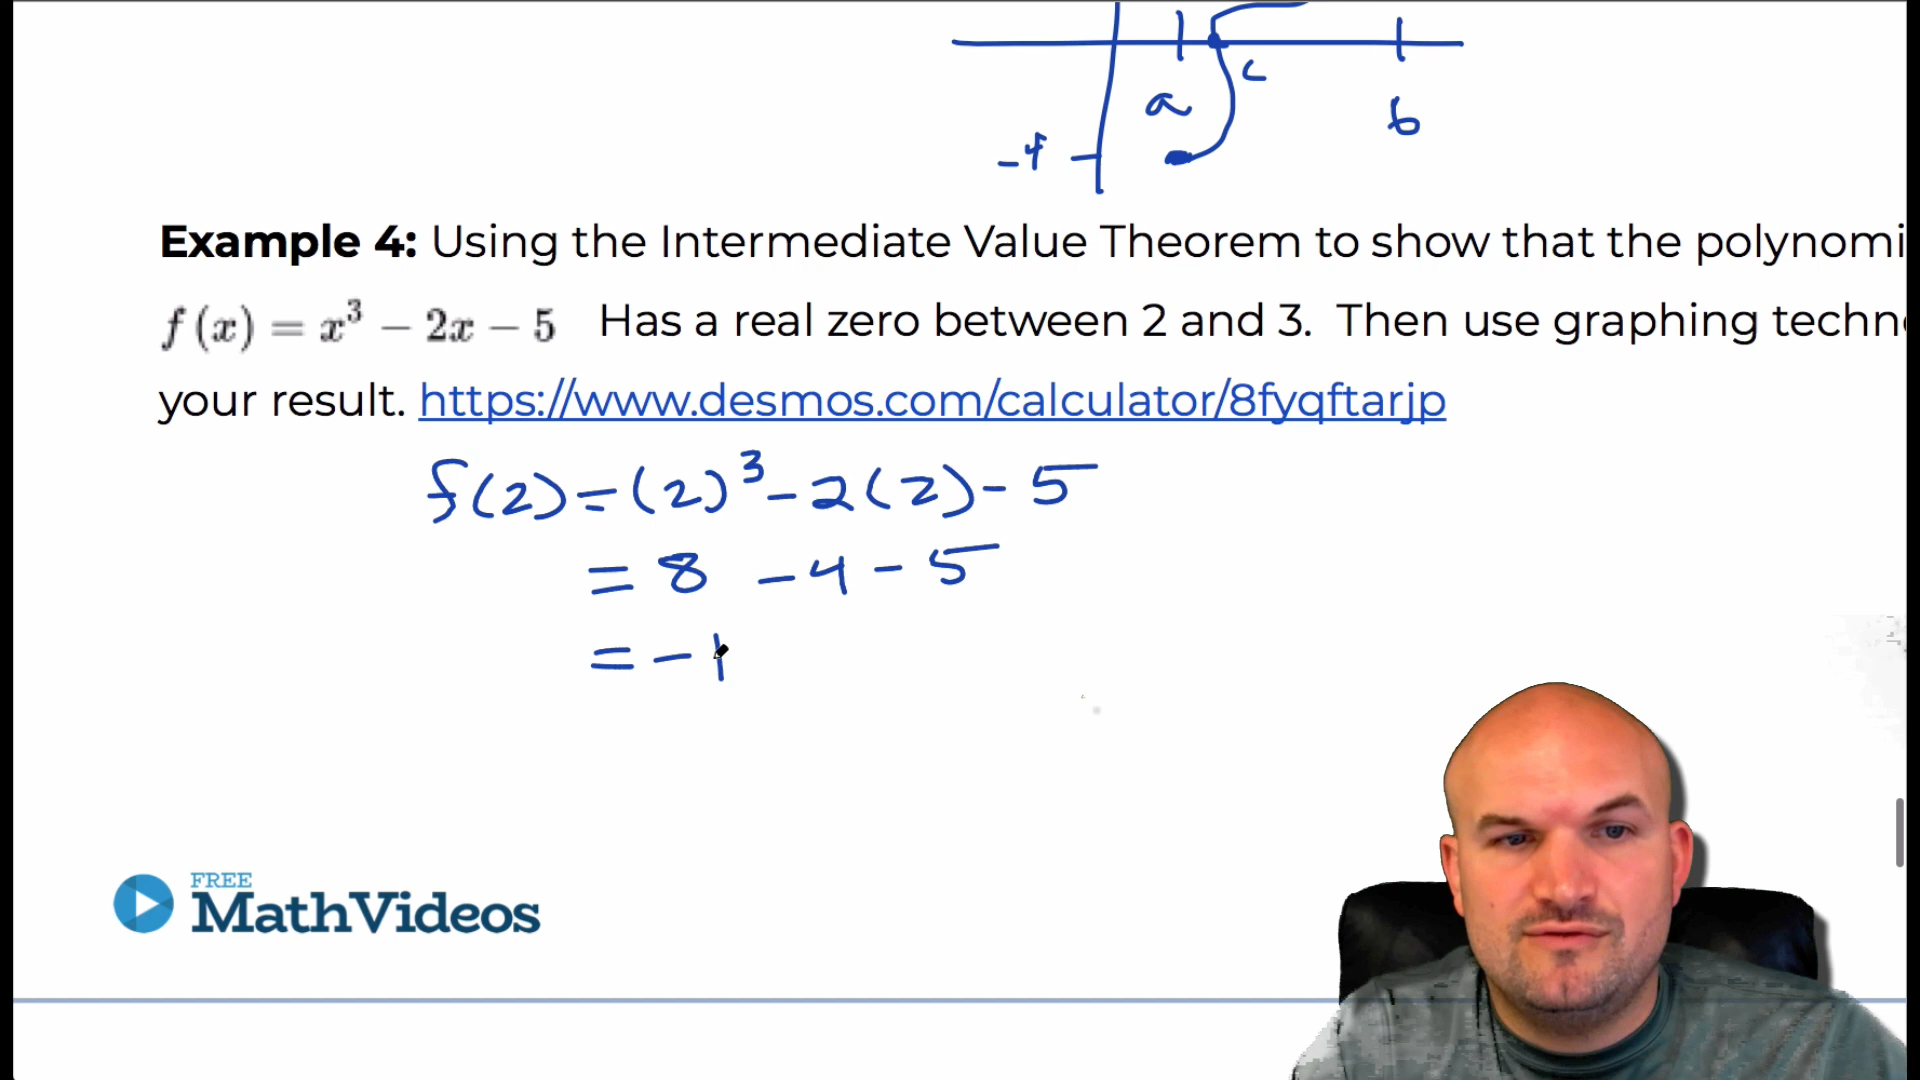 c
a
b
-4
Example 4: Using the Intermediate Value Theorem to show that the polynomi
f(x) = x³ − 2x − 5 Has a real zero between 2 and 3. Then use graphing techn
your result. https://www.desmos.com/calculator/8fyqftarjp
f(2)=(2)³-2(2)-5
= 8 -4-5
= -1
FREE
MathVideos